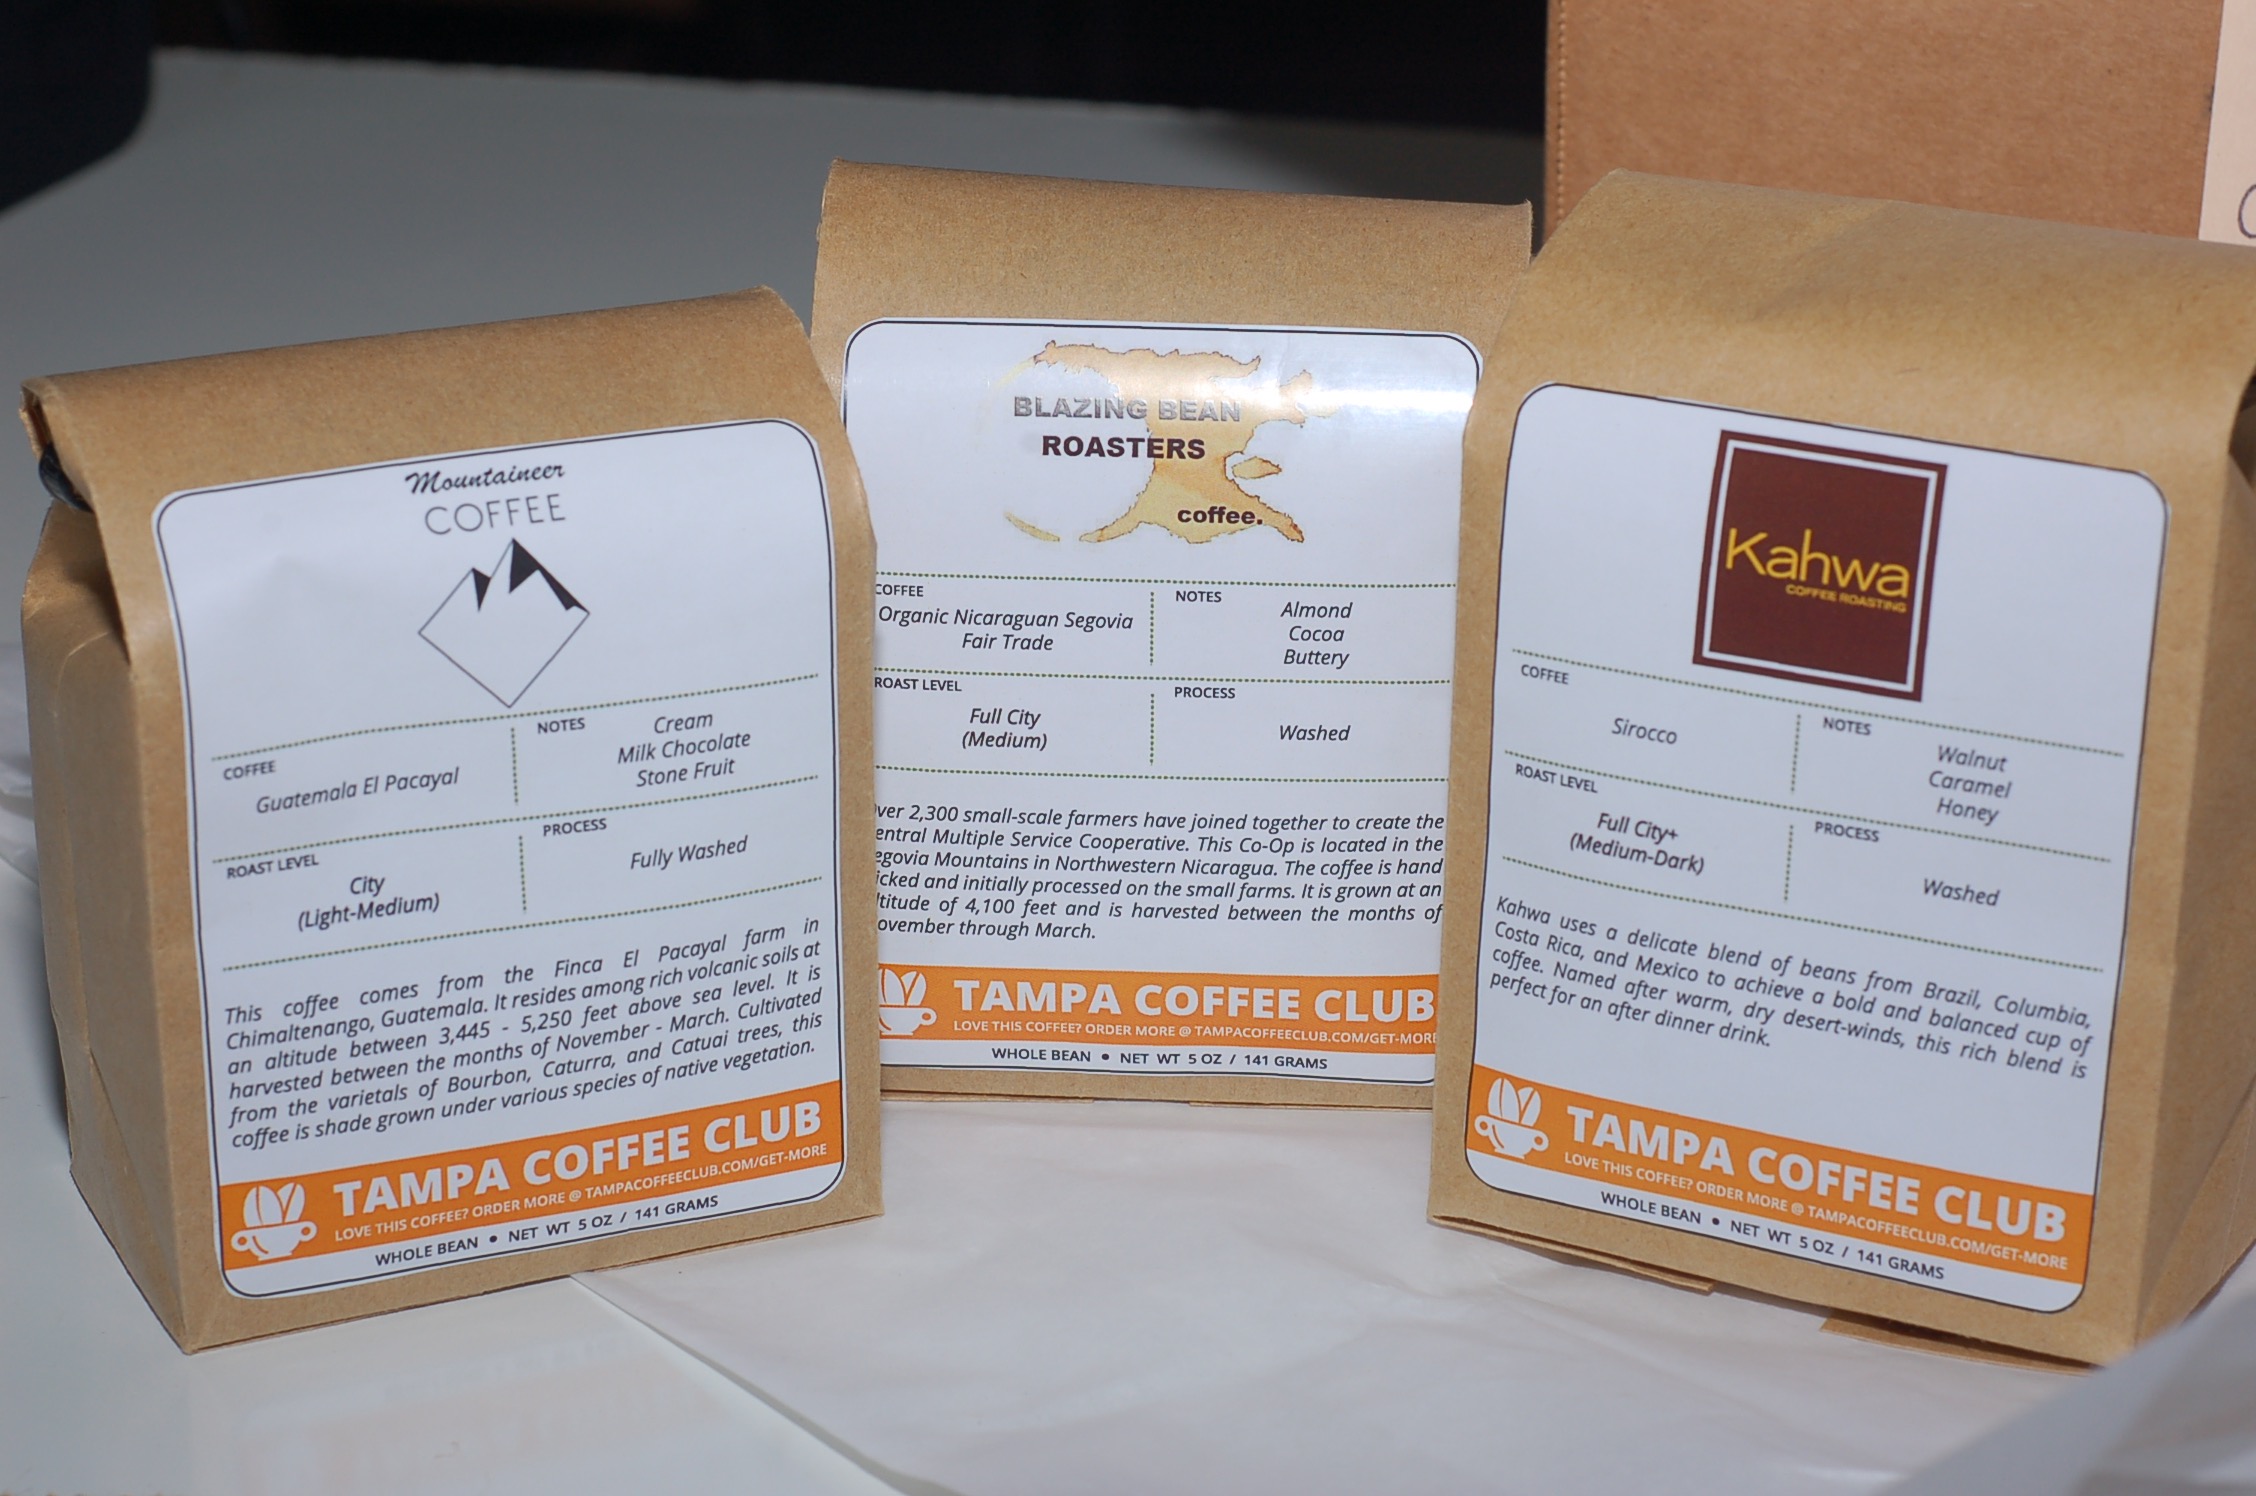 Mountaineer
COFFEE
COFFEE
Guatemala El Pacayal
NOTES
Cream
Milk Chocolate
Stone Fruit
ROAST LEVEL
City
(Light-Medium)
PROCESS
Fully Washed
This coffee comes from the Finca El Pacayal farm in
Chimaltenango, Guatemala. It resides among rich volcanic soils at
an altitude between 3,445 - 5,250 feet above sea level. It is
harvested between the months of November - March. Cultivated
from the varietals of Bourbon, Caturra, and Catuai trees, this
coffee is shade grown under various species of native vegetation.
TAMPA COFFEE CLUB
LOVE THIS COFFEE? ORDER MORE @ TAMPACOFFEECLUB.COM/GET-MORE
WHOLE BEAN • NET WT 5 OZ / 141 GRAMS
BLAZING BEAN
ROASTERS
coffee.
COFFEE
Organic Nicaraguan Segovia
Fair Trade
NOTES
Almond
Cocoa
Buttery
ROAST LEVEL
Full City
(Medium)
PROCESS
Washed
ver 2,300 small-scale farmers have joined together to create the
entral Multiple Service Cooperative. This Co-Op is located in the
egovia Mountains in Northwestern Nicaragua. The coffee is hand
icked and initially processed on the small farms. It is grown at an
ltitude of 4,100 feet and is harvested between the months of
ovember through March.
TAMPA COFFEE CLUB
LOVE THIS COFFEE? ORDER MORE @ TAMPACOFFEECLUB.COM/GET-MORE
WHOLE BEAN • NET WT 5 OZ / 141 GRAMS
Kahwa
COFFEE ROASTING
COFFEE
Sirocco
NOTES
Walnut
Caramel
Honey
ROAST LEVEL
Full City+
(Medium-Dark)
PROCESS
Washed
Kahwa uses a delicate blend of beans from Brazil, Columbia,
Costa Rica, and Mexico to achieve a bold and balanced cup of
coffee. Named after warm, dry desert-winds, this rich blend is
perfect for an after dinner drink.
TAMPA COFFEE CLUB
LOVE THIS COFFEE? ORDER MORE @ TAMPACOFFEECLUB.COM/GET-MORE
WHOLE BEAN • NET WT 5 OZ / 141 GRAMS